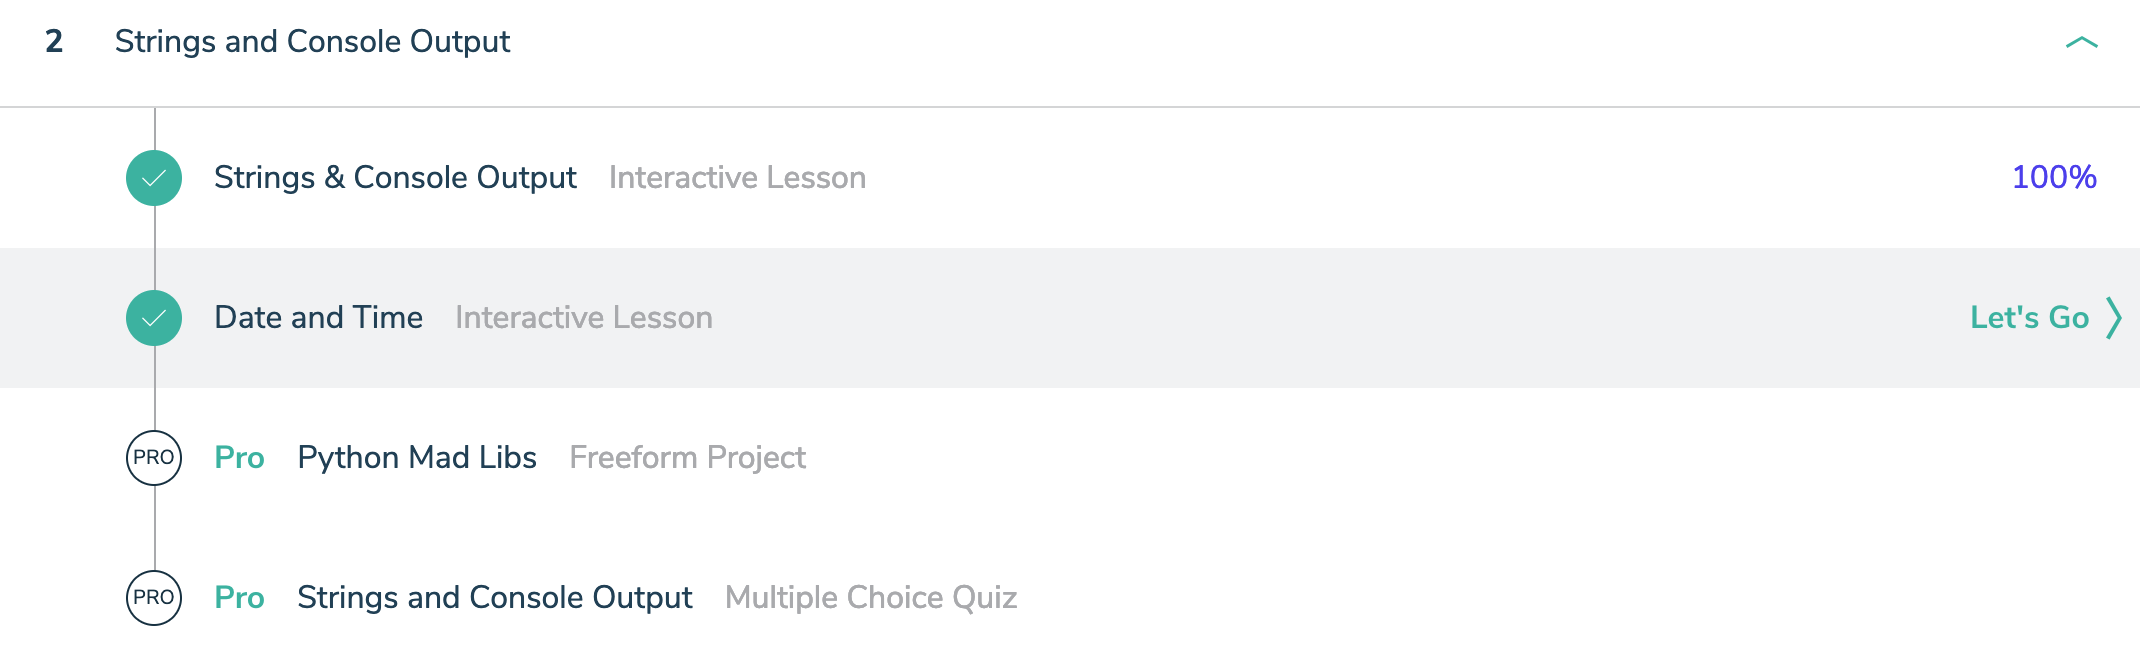 2 Strings and Console Output
Strings & Console Output Interactive Lesson 100%
Date and Time Interactive Lesson Let's Go
PRO Pro Python Mad Libs Freeform Project
PRO Pro Strings and Console Output Multiple Choice Quiz